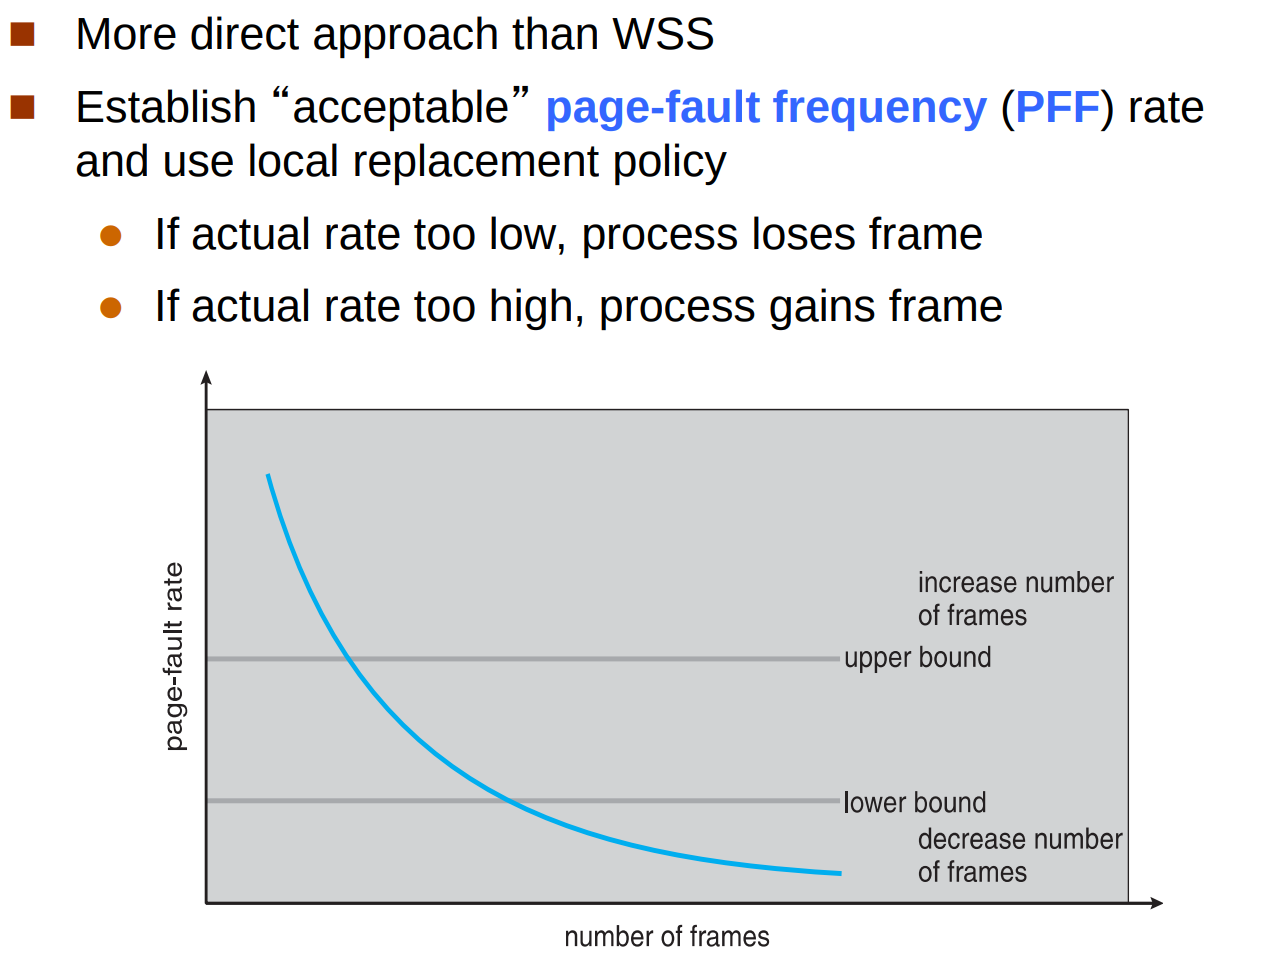 More direct approach than WSS
Establish “acceptable” page-fault frequency (PFF) rate
and use local replacement policy
If actual rate too low, process loses frame
If actual rate too high, process gains frame
page-fault rate
increase number
of frames
upper bound
lower bound
decrease number
of frames
number of frames